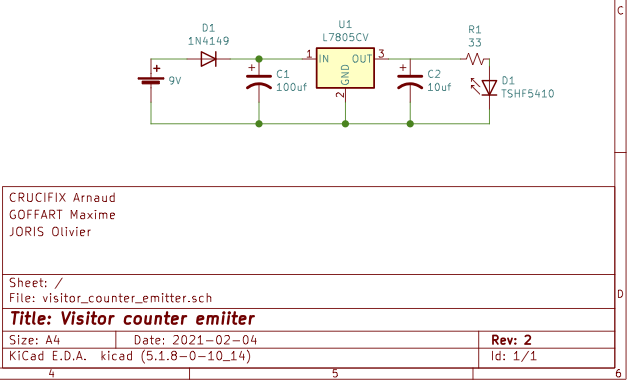 C
D1
1N4149
U1
L7805CV
R1
33
1
IN
OUT
3
GND
2
+
9V
+
C1
100uf
+
C2
10uf
D1
TSHF5410
CRUCIFIX Arnaud
GOFFART Maxime
JORIS Olivier
Sheet: /
File: visitor_counter_emitter.sch
D
Title: Visitor counter emiiter
Size: A4
Date: 2021-02-04
Rev: 2
KiCad E.D.A. kicad (5.1.8-0-10_14)
Id: 1/1
4
5
6